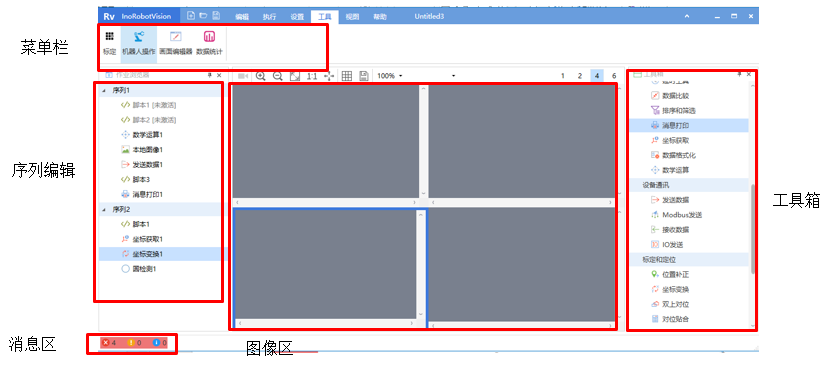 Rv InoRobotVision 编辑 执行 设置 工具 视图 帮助 Untitled3
菜单栏
标定 机器人操作 画面编辑器 数据统计
作业浏览器
1:1 100% 1 2 4 6
工具箱
序列编辑
序列1
脚本1 [未激活]
脚本2 [未激活]
数学运算1
本地图像1
发送数据1
脚本3
消息打印1
序列2
脚本1
坐标获取1
坐标变换1
圆检测1
数据比较
排序和筛选
消息打印
坐标获取
数据格式化
数学运算
设备通讯
发送数据
Modbus发送
接收数据
IO发送
标定和定位
位置补正
坐标变换
双上对位
对位贴合
工具箱
消息区
4 0 0
图像区